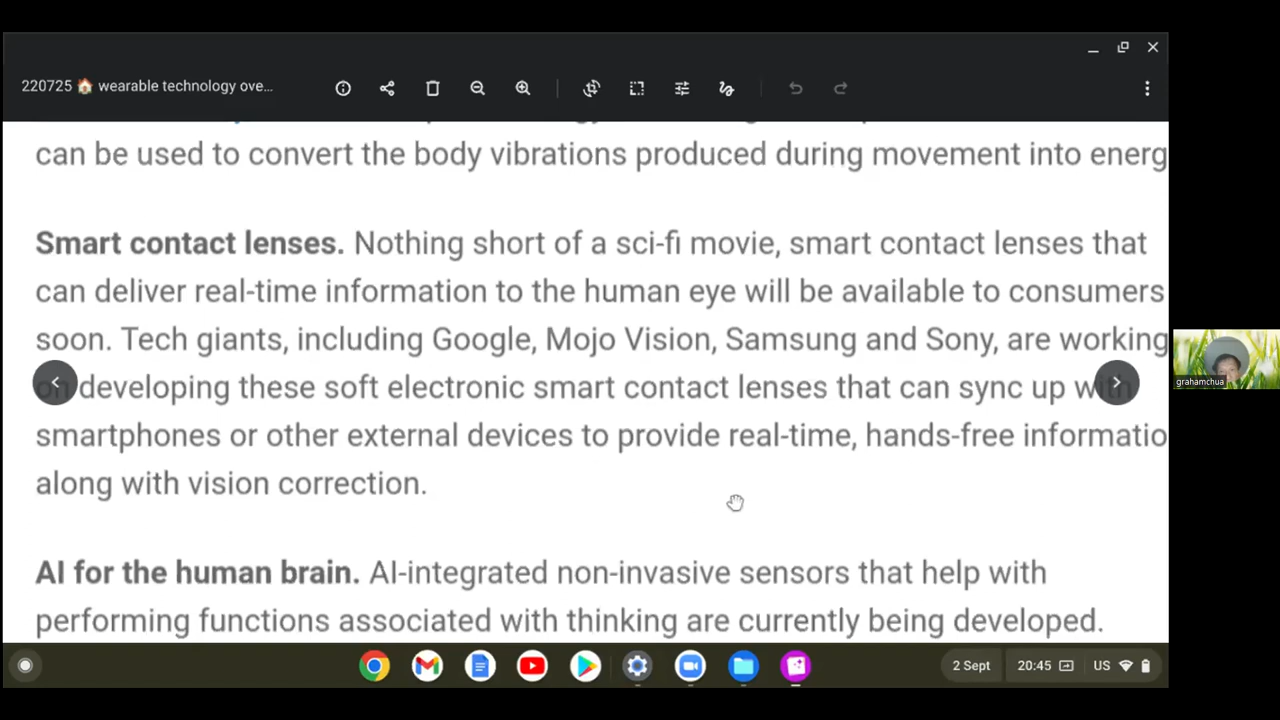 220725 🏠 wearable technology ove...
can be used to convert the body vibrations produced during movement into energ
Smart contact lenses. Nothing short of a sci-fi movie, smart contact lenses that
can deliver real-time information to the human eye will be available to consumers
soon. Tech giants, including Google, Mojo Vision, Samsung and Sony, are working
on developing these soft electronic smart contact lenses that can sync up with
smartphones or other external devices to provide real-time, hands-free informatio
along with vision correction.
grahamchua
AI for the human brain. AI-integrated non-invasive sensors that help with
performing functions associated with thinking are currently being developed.
2 Sept 20:45 US